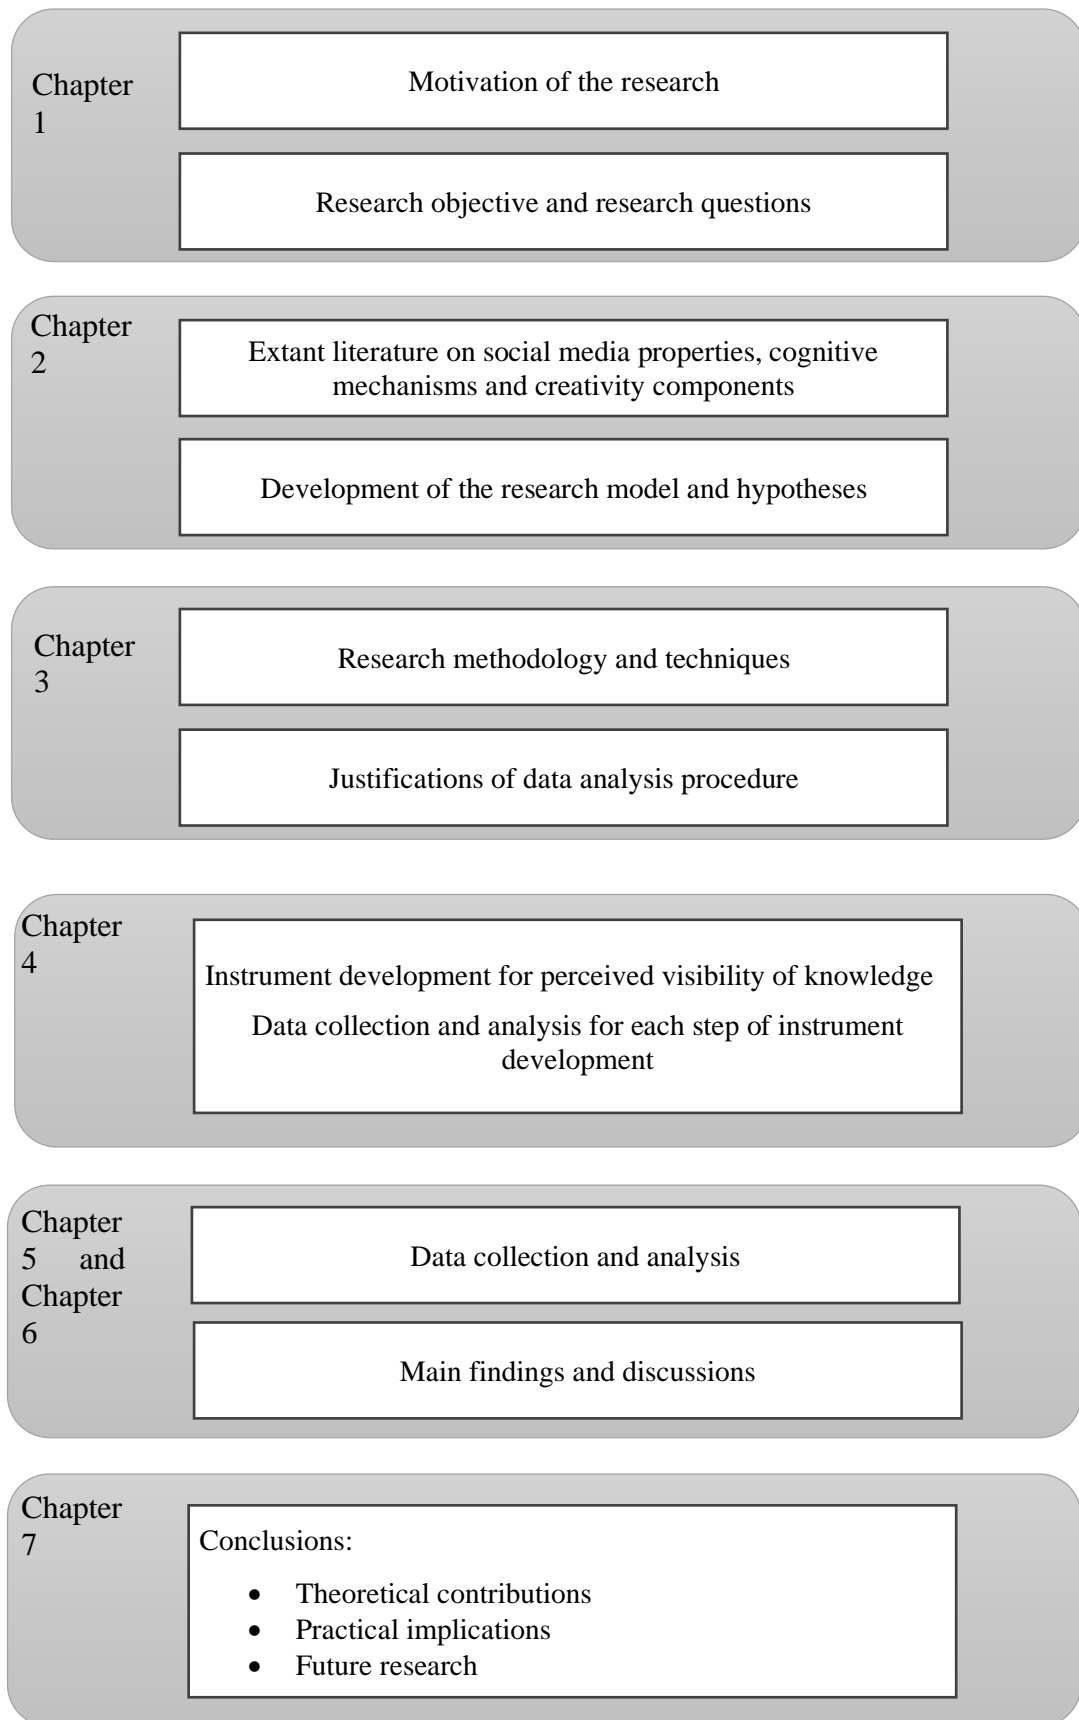 Chapter
1
Motivation of the research
Research objective and research questions
Chapter
2
Extant literature on social media properties, cognitive
mechanisms and creativity components
Development of the research model and hypotheses
Chapter
3
Research methodology and techniques
Justifications of data analysis procedure
Chapter
4
Instrument development for perceived visibility of knowledge
Data collection and analysis for each step of instrument
development
Chapter
5 and
Chapter
6
Data collection and analysis
Main findings and discussions
Chapter
7
Conclusions:
• Theoretical contributions
• Practical implications
• Future research